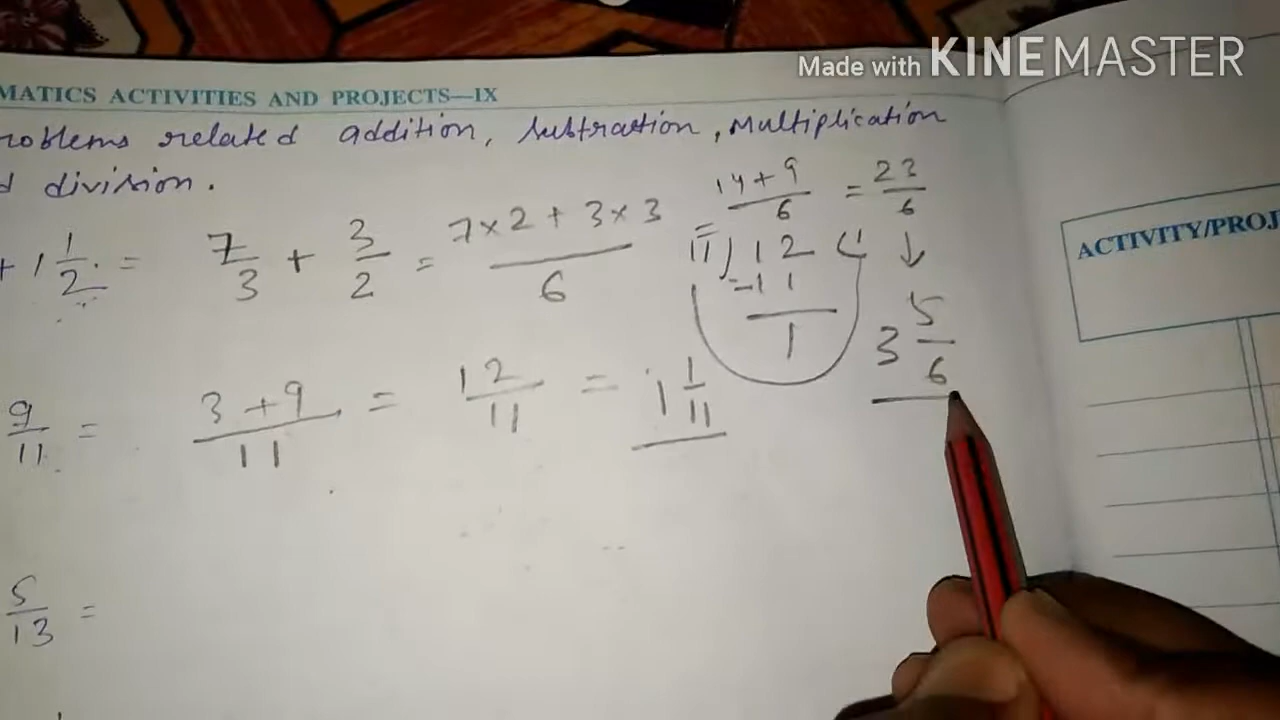 Made with KINEMASTER
MATICS ACTIVITIES AND PROJECTS—IX
roblems related addition, Subtraction, Multiplication
d division.
+ 1 1/2 = 7/3 + 3/2 = 7×2 + 3×3 / 6
= 14+9 / 6 = 23/6
↓
3 5/6
11)12(1
-11
1
9/11 = 3+9 / 11 = 12/11 = 1 1/11
5/13 =
ACTIVITY/PROJ